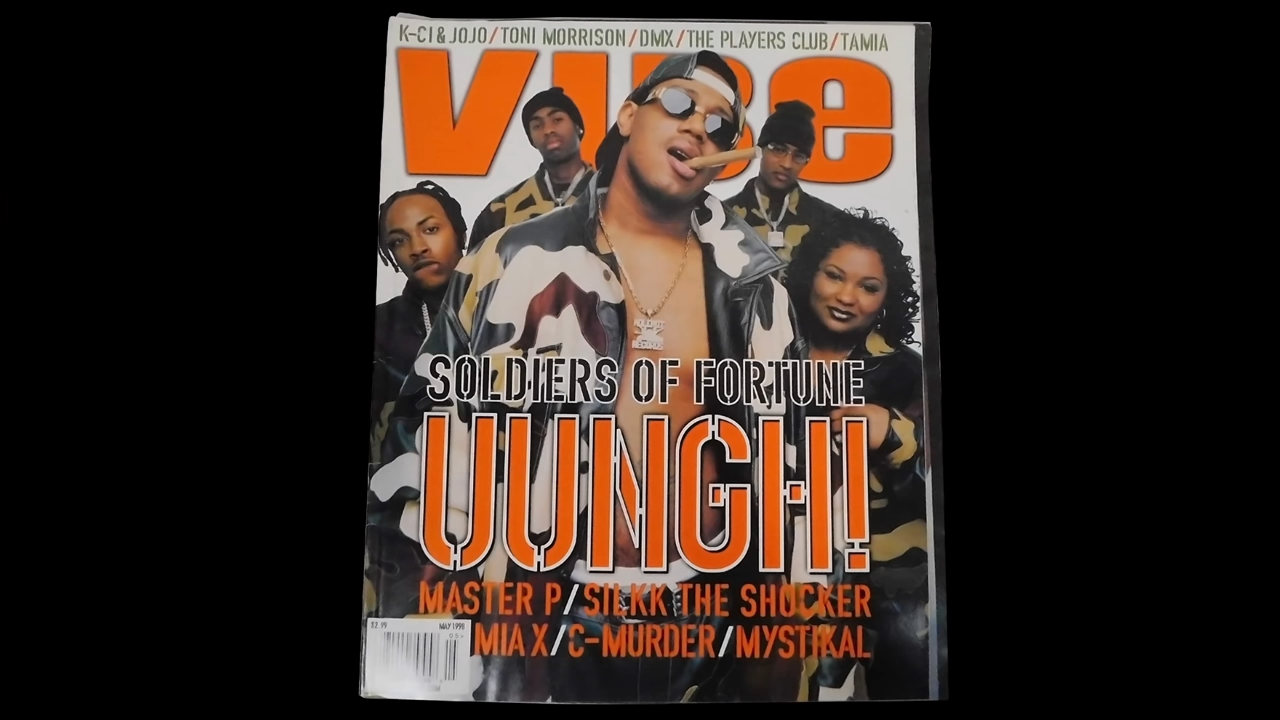 K-CI & JOJO/TONI MORRISON/DMX/THE PLAYERS CLUB/TAMIA
VIBE
SOLDIERS OF FORTUNE
UUNGH!
MASTER P/SILKK THE SHOCKER
MIA X/C-MURDER/MYSTIKAL
$2.99 MAY 1998